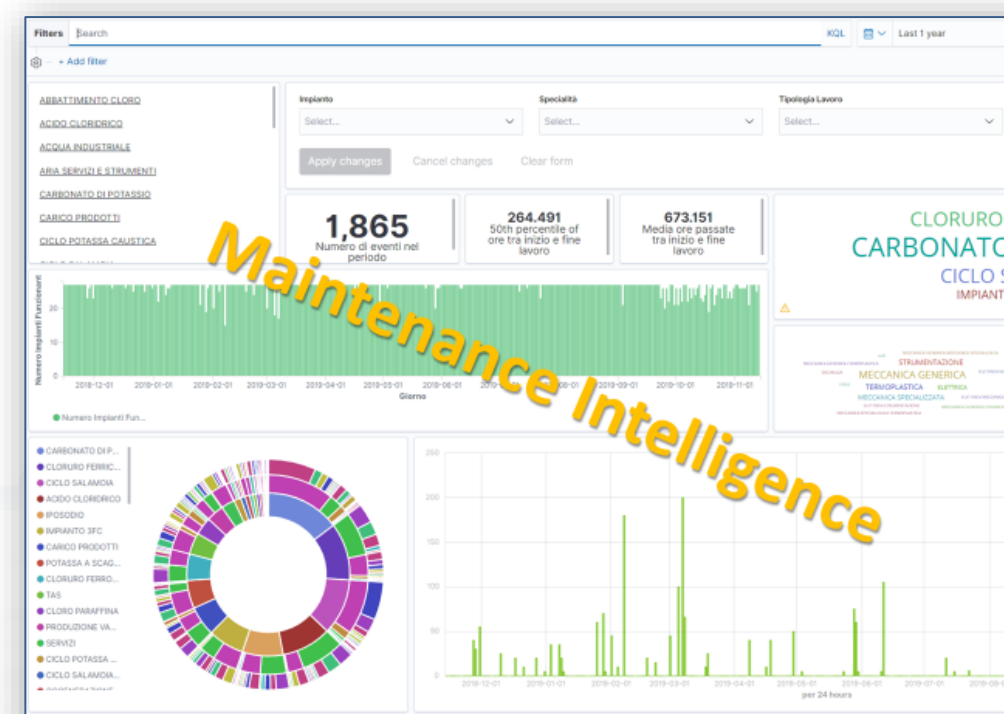 Filters Search KQL Last 1 year
+ Add filter
ABBATTIMENTO CLORO
ACIDO CLORIDRICO
ACQUA INDUSTRIALE
ARIA SERVIZI E STRUMENTI
CARBONATO DI POTASSIO
CARICO PRODOTTI
CICLO POTASSA CAUSTICA
Impianto Specialità Tipologia Lavoro
Select... Select... Select...
Apply changes Cancel changes Clear form
1,865
Numero di eventi nel
periodo
264.491
50th percentile of
ore tra inizio e fine
lavoro
673.151
Media ore passate
tra inizio e fine
lavoro
CLORURO
CARBONATO
CICLO S
IMPIANT
Maintenance Intelligence
Numero Impianti Funzionant
20
10
0
2018-12-01 2019-01-01 2019-02-01 2019-03-01 2019-04-01 2019-05-01 2019-06-01 2019-09-01 2019-10-01 2019-11-01
Giorno
Numero Impianti Fun...
STRUMENTAZIONE
MECCANICA GENERICA
TERMOPLASTICA ELETTRICA
MECCANICA SPECIALIZZATA
CARBONATO DI P...
CLORURO FERRIC...
CICLO SALAMOIA
ACIDO CLORIDRICO
IPOSODIO
IMPIANTO 3FC
CARICO PRODOTTI
POTASSA A SCAG...
CLORURO FERRO...
TAS
CLORO PARAFFINA
PRODUZIONE VA...
SERVIZI
CICLO POTASSA ...
CICLO SALAMOIA...
250
200
150
100
50
0
2018-12-01 2019-01-01 2019-02-01 2019-03-01 2019-04-01 2019-05-01 2019-06-01 2019-07-01
per 24 hours